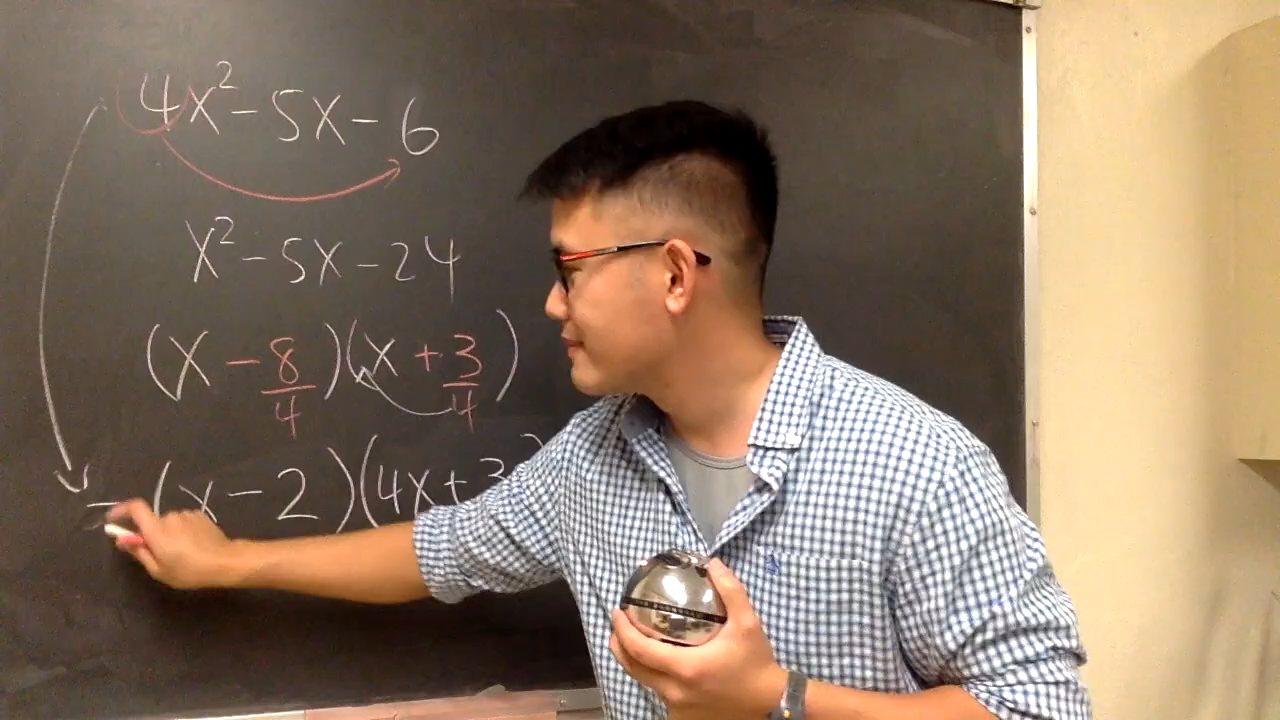 4x² - 5x - 6
x² - 5x - 24
(x - 8/4)(x + 3/4)
= (x - 2)(4x + 3)